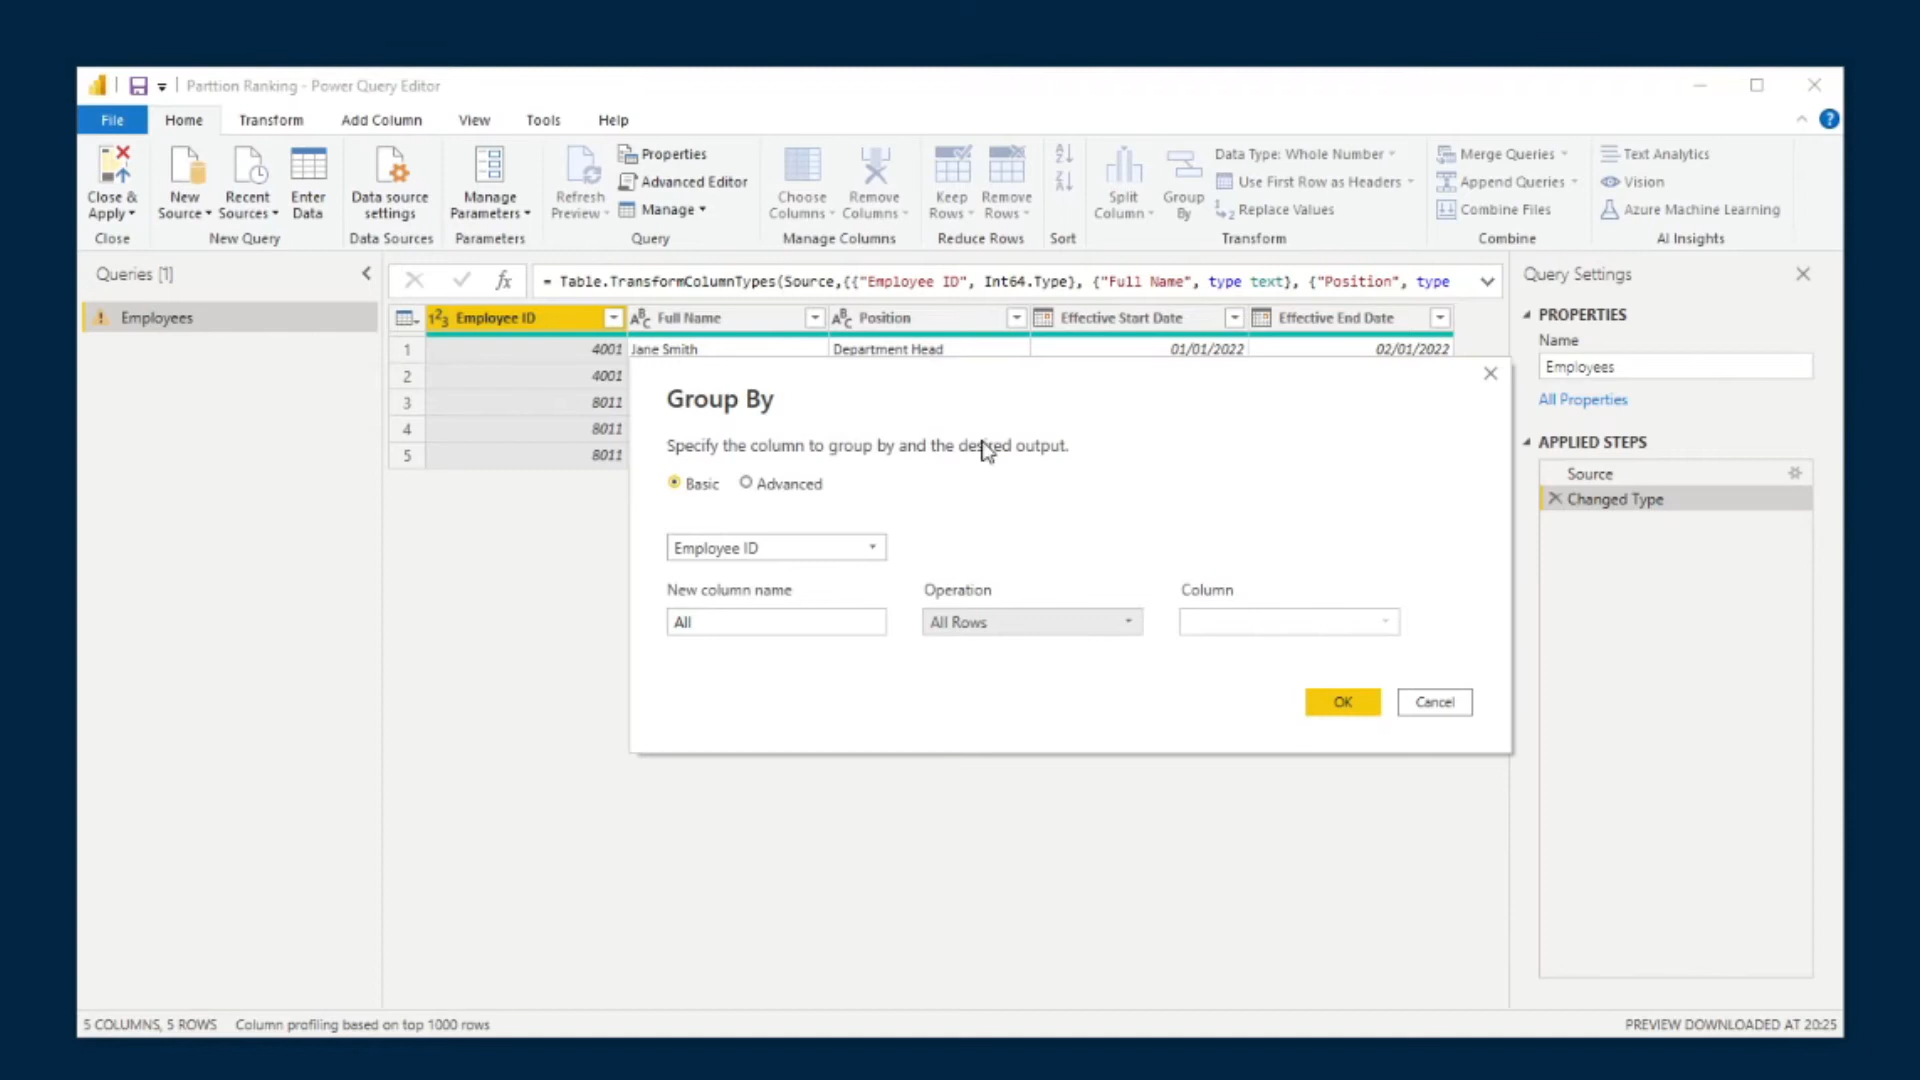 Parttion Ranking - Power Query Editor
File Home Transform Add Column View Tools Help
Close & Apply
Close
New Source
Recent Sources
Enter Data
New Query
Data source settings
Data Sources
Manage Parameters
Parameters
Refresh Preview
Properties
Advanced Editor
Manage
Query
Choose Columns
Remove Columns
Manage Columns
Keep Rows
Remove Rows
Reduce Rows
Sort
Split Column
Group By
Data Type: Whole Number
Use First Row as Headers
Replace Values
Transform
Merge Queries
Append Queries
Combine Files
Combine
Text Analytics
Vision
Azure Machine Learning
AI Insights
Queries [1]
Employees
fx = Table.TransformColumnTypes(Source,{{"Employee ID", Int64.Type}, {"Full Name", type text}, {"Position", type
Employee ID Full Name Position Effective Start Date Effective End Date
1 4001 Jane Smith Department Head 01/01/2022 02/01/2022
2 4001
3 8011
4 8011
5 8011
Group By
Specify the column to group by and the desired output.
Basic Advanced
Employee ID
New column name Operation Column
All All Rows
OK Cancel
Query Settings
PROPERTIES
Name
Employees
All Properties
APPLIED STEPS
Source
Changed Type
5 COLUMNS, 5 ROWS Column profiling based on top 1000 rows
PREVIEW DOWNLOADED AT 20:25